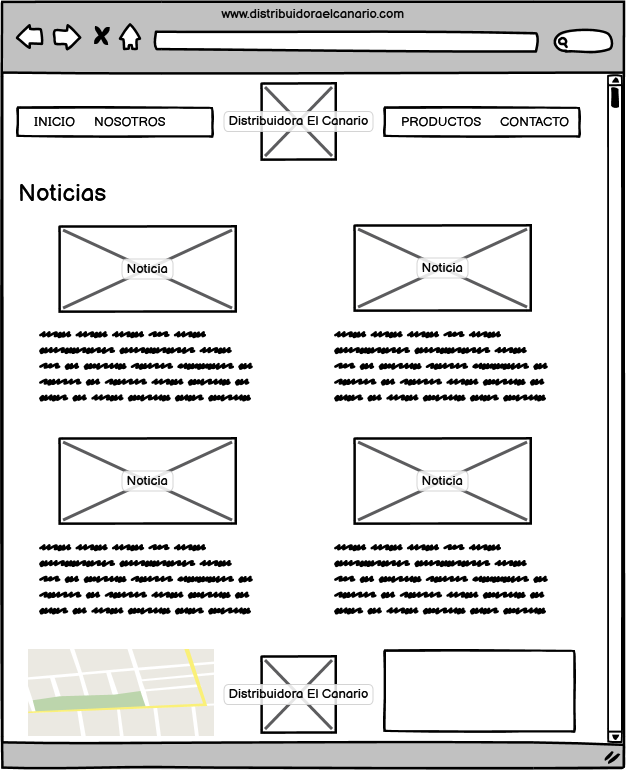 www.distribuidoraelcanario.com
INICIO NOSOTROS Distribuidora El Canario PRODUCTOS CONTACTO
Noticias
Noticia Noticia
Noticia Noticia
Distribuidora El Canario